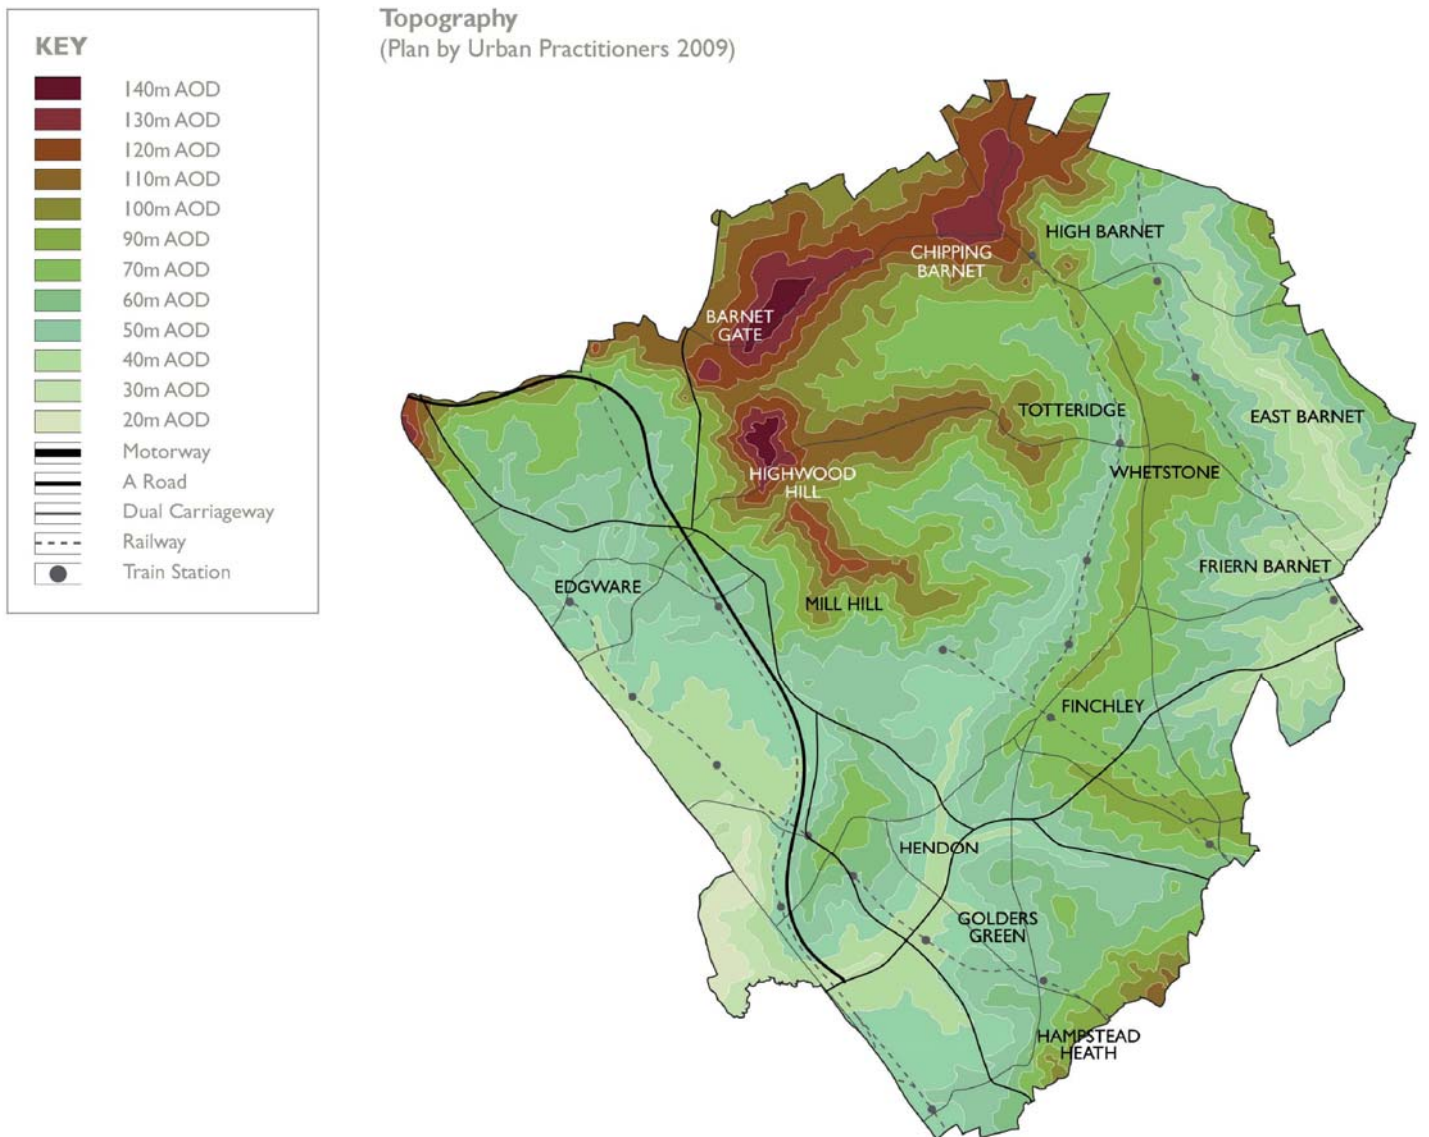 Topography
(Plan by Urban Practitioners 2009)
KEY
140m AOD
130m AOD
120m AOD
110m AOD
100m AOD
90m AOD
70m AOD
60m AOD
50m AOD
40m AOD
30m AOD
20m AOD
Motorway
A Road
Dual Carriageway
Railway
Train Station
HIGH BARNET
CHIPPING
BARNET
BARNET
GATE
TOTTERIDGE
EAST BARNET
WHETSTONE
HIGHWOOD
HILL
FRIERN BARNET
EDGWARE
MILL HILL
FINCHLEY
HENDON
GOLDERS
GREEN
HAMPSTEAD
HEATH